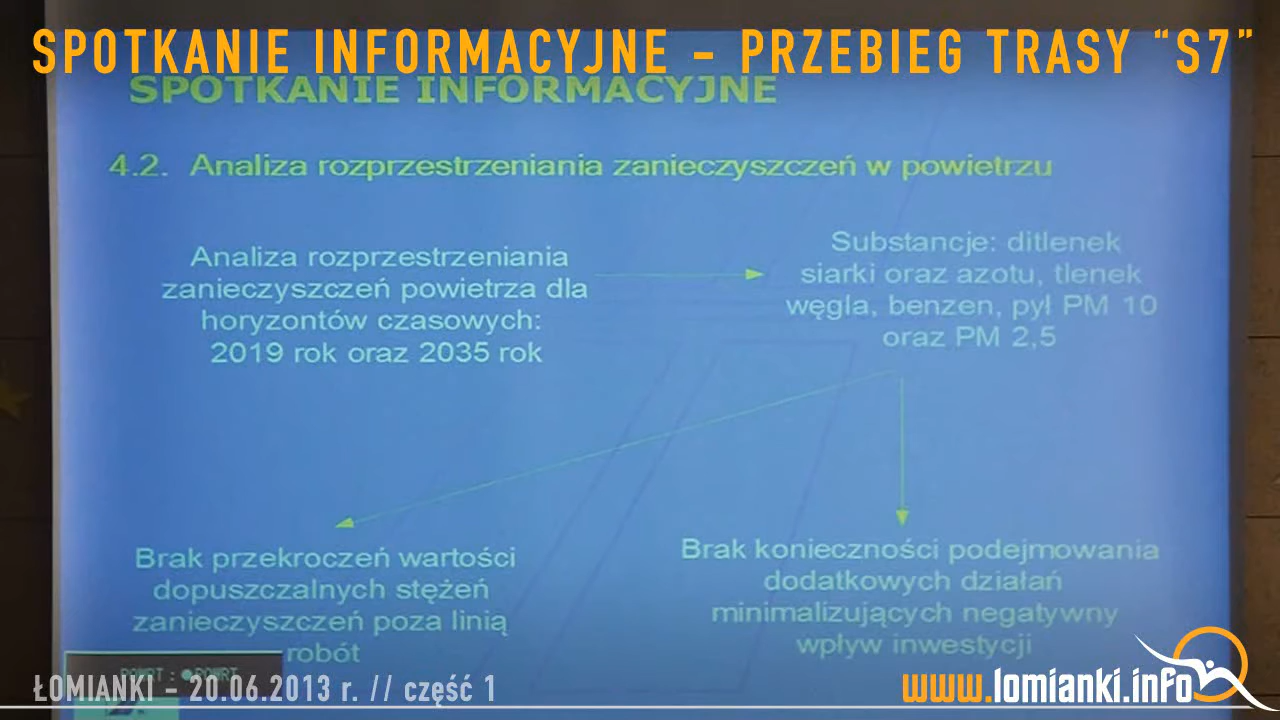 SPOTKANIE INFORMACYJNE - PRZEBIEG TRASY “S7”
SPOTKANIE INFORMACYJNE
4.2. Analiza rozprzestrzeniania zanieczyszczeń w powietrzu
Analiza rozprzestrzeniania
zanieczyszczeń powietrza dla
horyzontów czasowych:
2019 rok oraz 2035 rok
Substancje: ditlenek
siarki oraz azotu, tlenek
węgla, benzen, pył PM 10
oraz PM 2,5
Brak przekroczeń wartości
dopuszczalnych stężeń
zanieczyszczeń poza linią
robót
Brak konieczności podejmowania
dodatkowych działań
minimalizujących negatywny
wpływ inwestycji
ŁOMIANKI - 20.06.2013 r. // część 1
www.lomianki.info